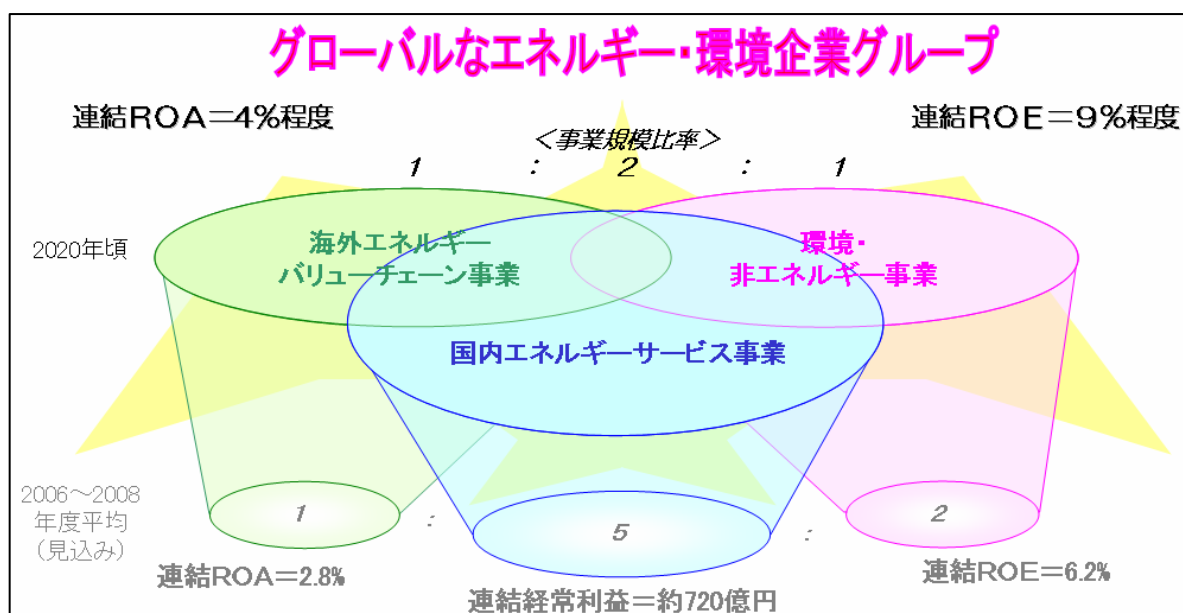 グローバルなエネルギー・環境企業グループ
連結ROA=4%程度
連結ROE=9%程度
<事業規模比率>
1 : 2 : 1
2020年頃
海外エネルギー
バリューチェーン事業
環境・
非エネルギー事業
国内エネルギーサービス事業
2006~2008
年度平均
(見込み)
1 : 5 : 2
連結ROA=2.8%
連結経常利益=約720億円
連結ROE=6.2%